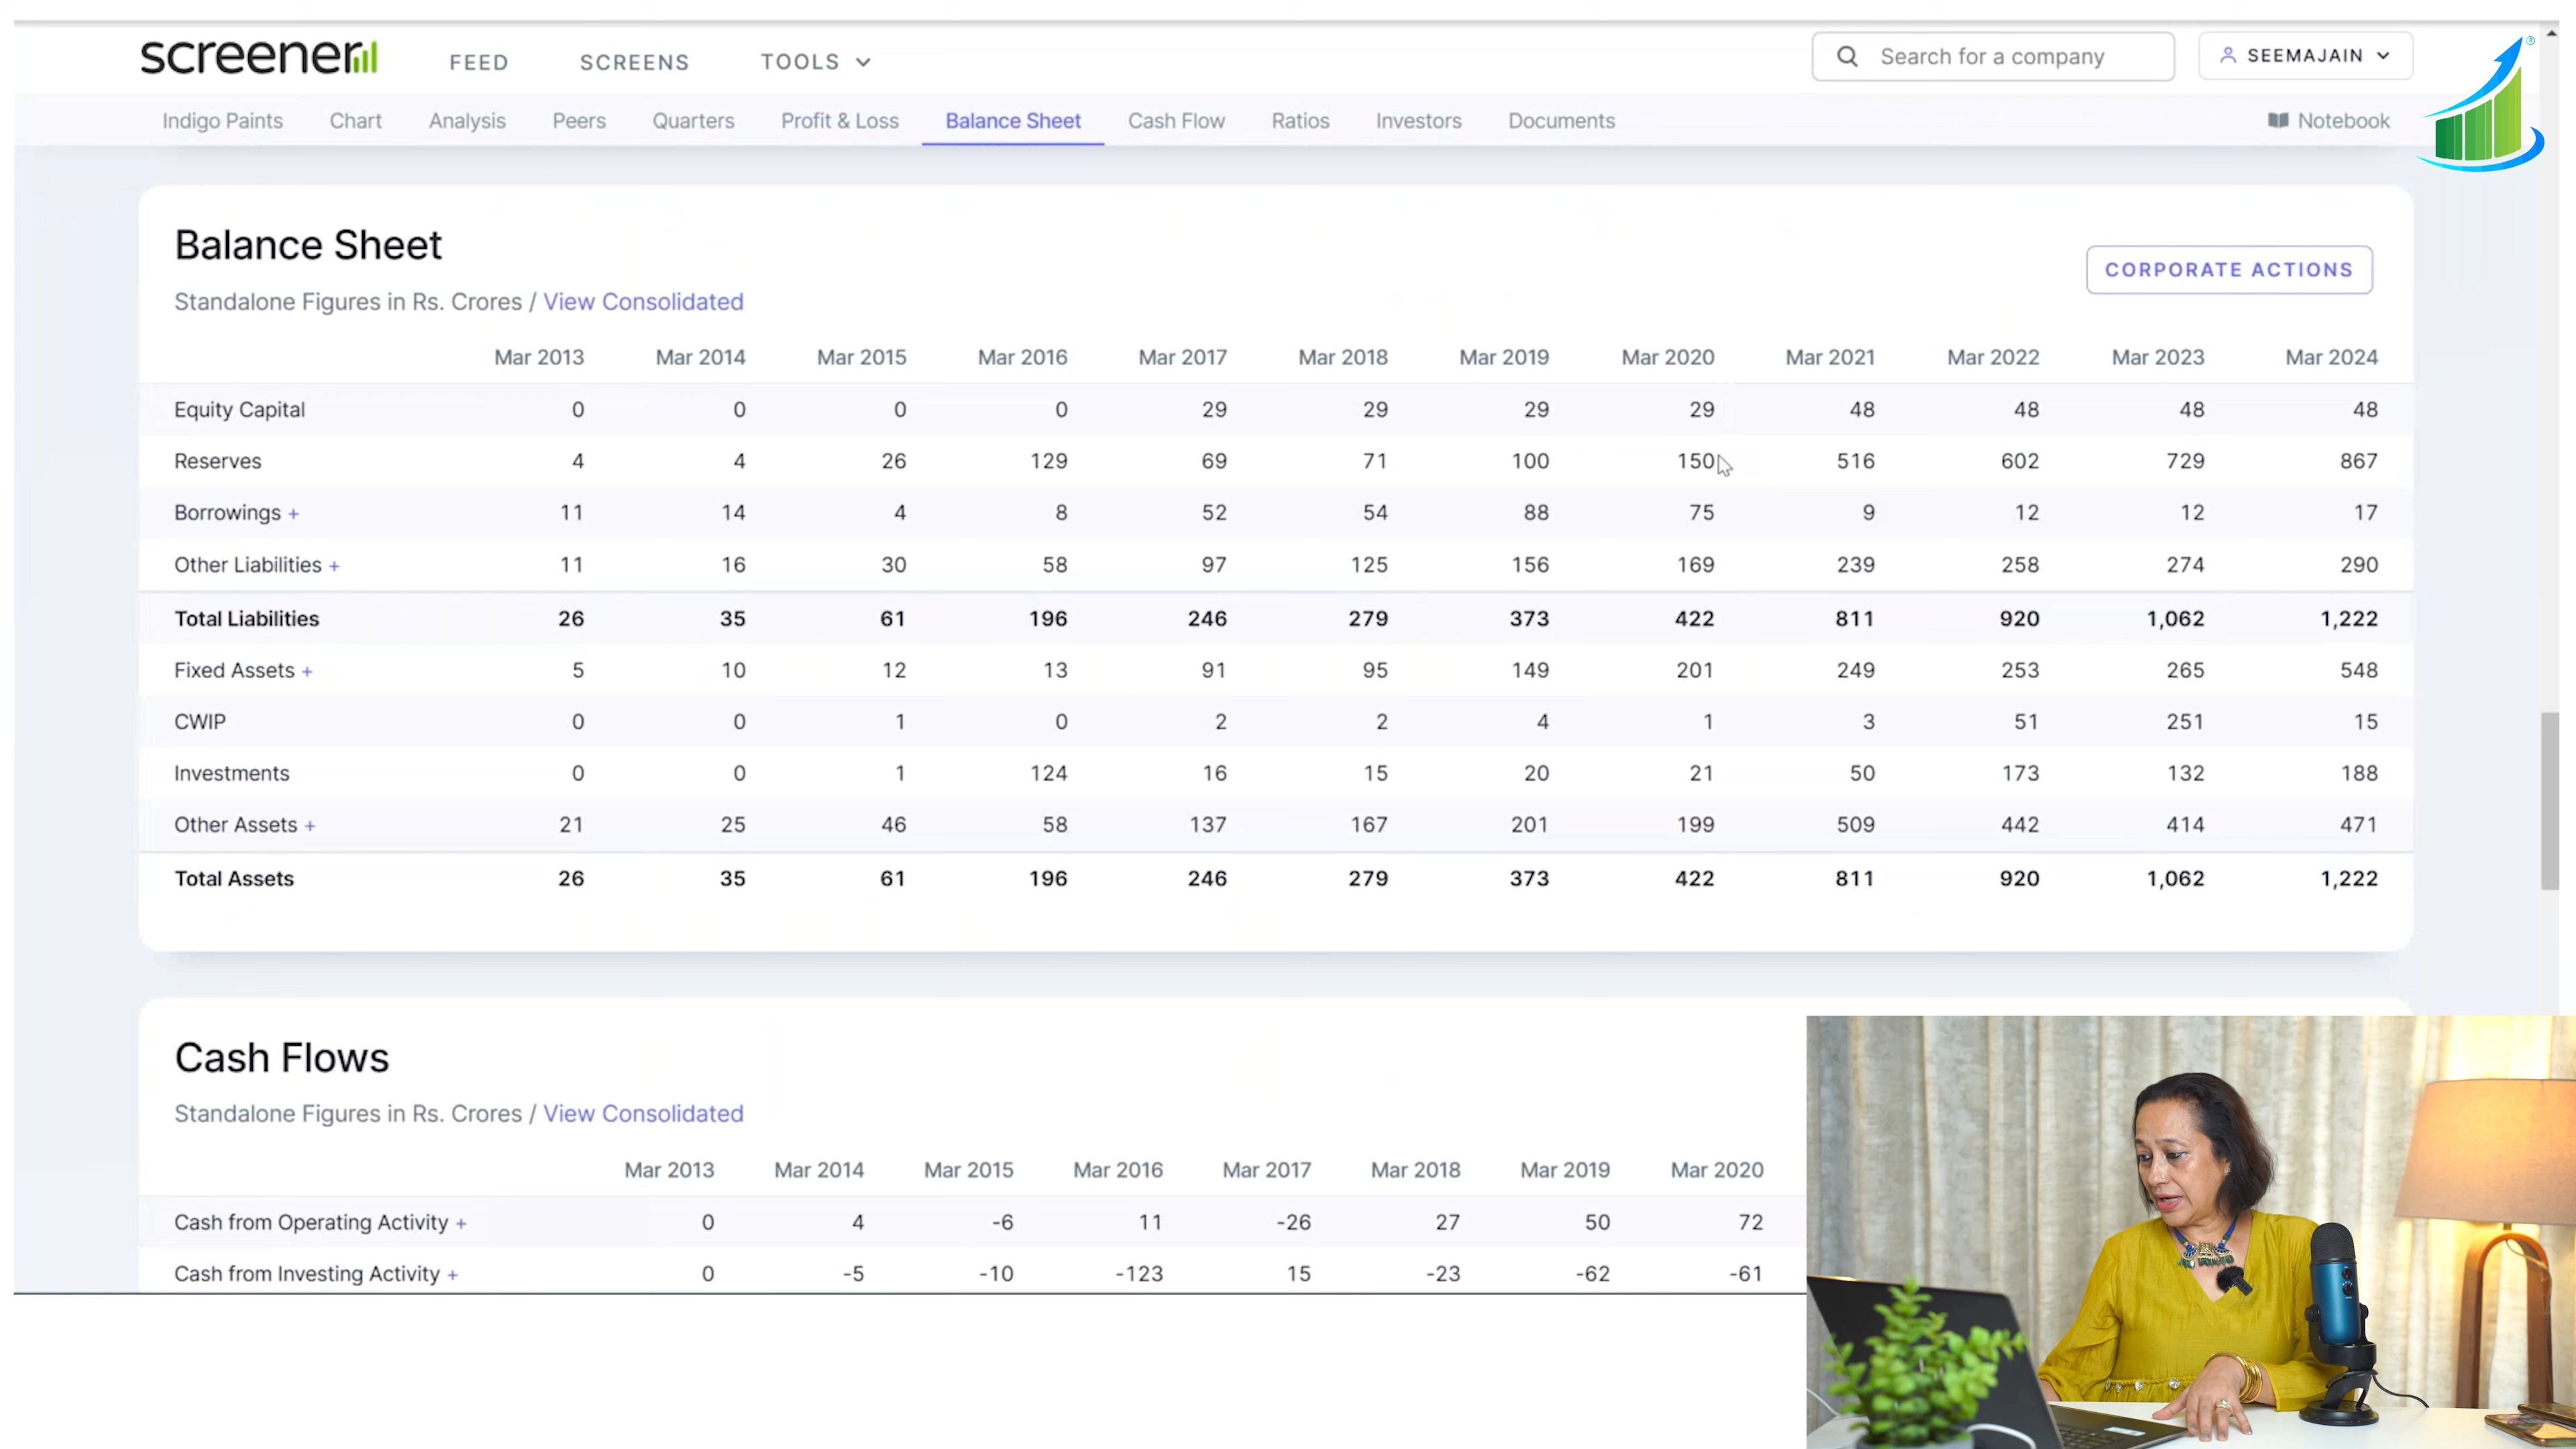 screener
FEED SCREENS TOOLS
Search for a company
SEEMAJAIN
®
Indigo Paints Chart Analysis Peers Quarters Profit & Loss Balance Sheet Cash Flow Ratios Investors Documents Notebook
Balance Sheet
CORPORATE ACTIONS
Standalone Figures in Rs. Crores / View Consolidated
Mar 2013 Mar 2014 Mar 2015 Mar 2016 Mar 2017 Mar 2018 Mar 2019 Mar 2020 Mar 2021 Mar 2022 Mar 2023 Mar 2024
Equity Capital 0 0 0 0 29 29 29 29 48 48 48 48
Reserves 4 4 26 129 69 71 100 150 516 602 729 867
Borrowings + 11 14 4 8 52 54 88 75 9 12 12 17
Other Liabilities + 11 16 30 58 97 125 156 169 239 258 274 290
Total Liabilities 26 35 61 196 246 279 373 422 811 920 1,062 1,222
Fixed Assets + 5 10 12 13 91 95 149 201 249 253 265 548
CWIP 0 0 1 0 2 2 4 1 3 51 251 15
Investments 0 0 1 124 16 15 20 21 50 173 132 188
Other Assets + 21 25 46 58 137 167 201 199 509 442 414 471
Total Assets 26 35 61 196 246 279 373 422 811 920 1,062 1,222
Cash Flows
Standalone Figures in Rs. Crores / View Consolidated
Mar 2013 Mar 2014 Mar 2015 Mar 2016 Mar 2017 Mar 2018 Mar 2019 Mar 2020
Cash from Operating Activity + 0 4 -6 11 -26 27 50 72
Cash from Investing Activity + 0 -5 -10 -123 15 -23 -62 -61